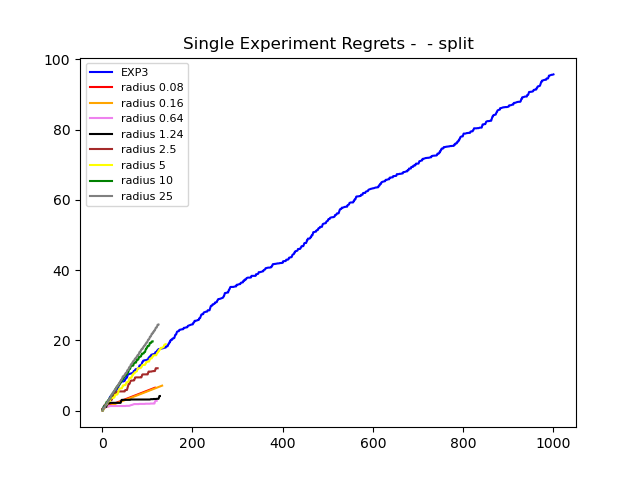 Single Experiment Regrets -  - split
100
80
60
40
20
0
EXP3
radius 0.08
radius 0.16
radius 0.64
radius 1.24
radius 2.5
radius 5
radius 10
radius 25
0 200 400 600 800 1000